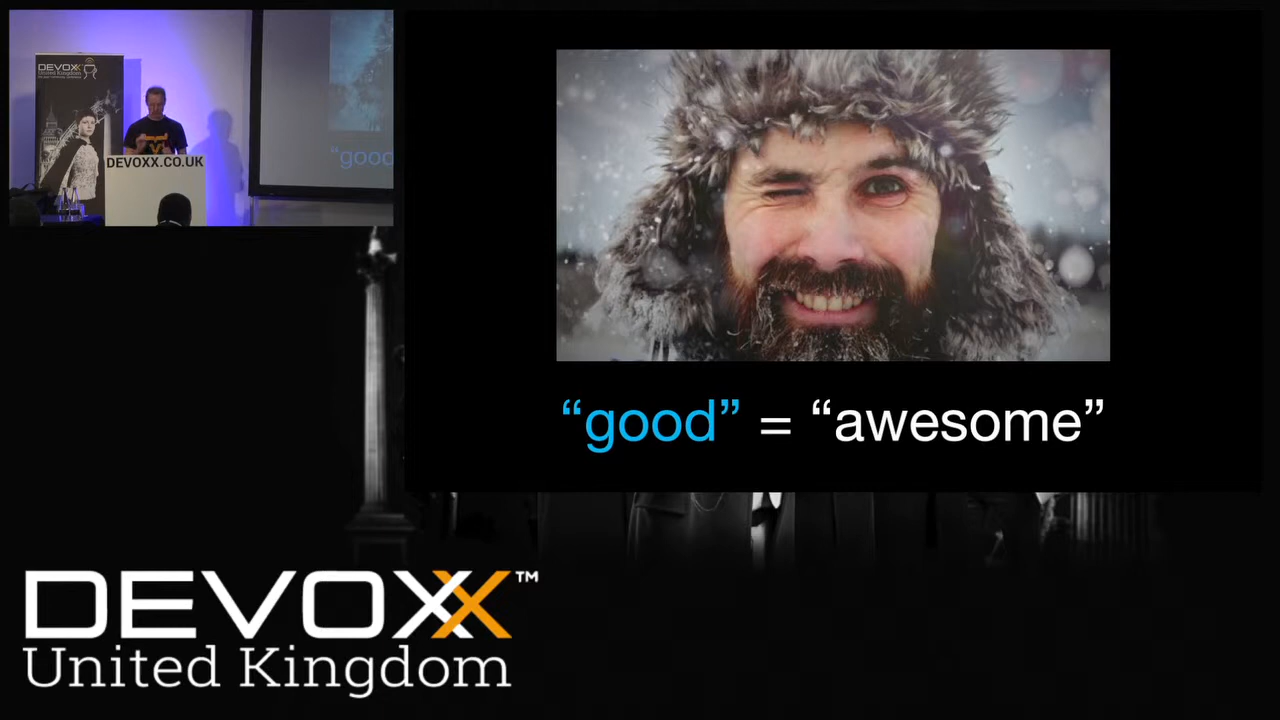 DEVOXX
United Kingdom
DEVOXX.CO.UK
"good
“good” = “awesome”
DEVOXX™
United Kingdom